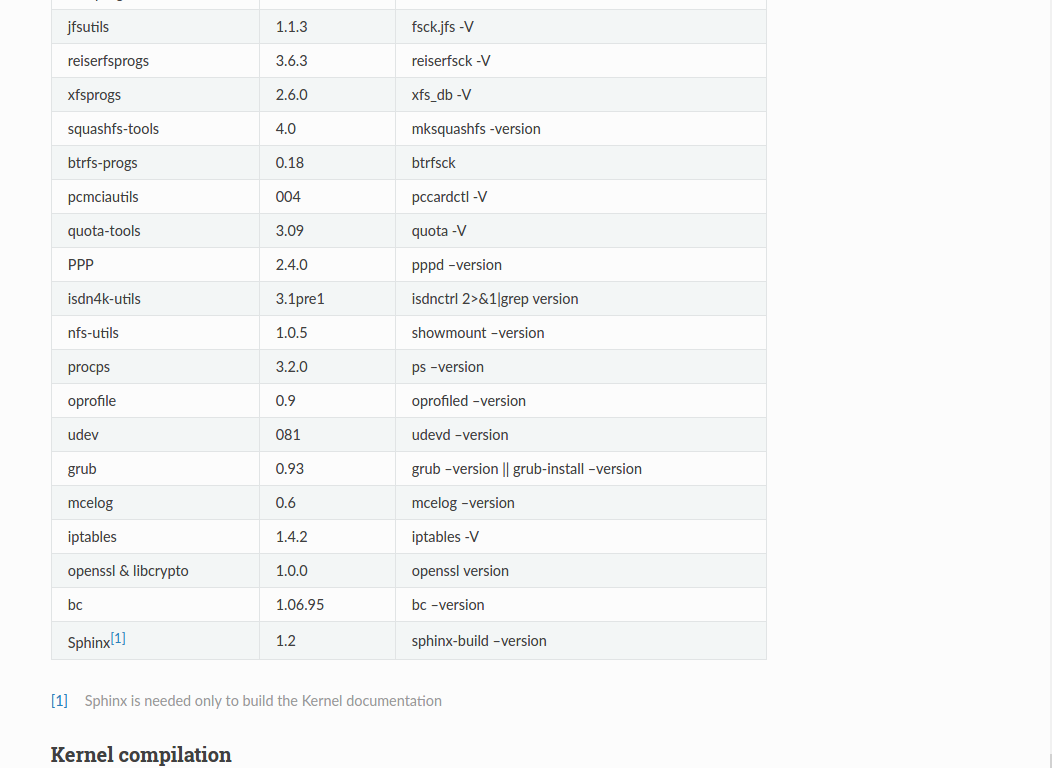 jfsutils 1.1.3 fsck.jfs -V
reiserfsprogs 3.6.3 reiserfsck -V
xfsprogs 2.6.0 xfs_db -V
squashfs-tools 4.0 mksquashfs -version
btrfs-progs 0.18 btrfsck
pcmciautils 004 pccardctl -V
quota-tools 3.09 quota -V
PPP 2.4.0 pppd –version
isdn4k-utils 3.1pre1 isdnctrl 2>&1|grep version
nfs-utils 1.0.5 showmount –version
procps 3.2.0 ps –version
oprofile 0.9 oprofiled –version
udev 081 udevd –version
grub 0.93 grub –version || grub-install –version
mcelog 0.6 mcelog –version
iptables 1.4.2 iptables -V
openssl & libcrypto 1.0.0 openssl version
bc 1.06.95 bc –version
Sphinx[1] 1.2 sphinx-build –version
[1] Sphinx is needed only to build the Kernel documentation
Kernel compilation